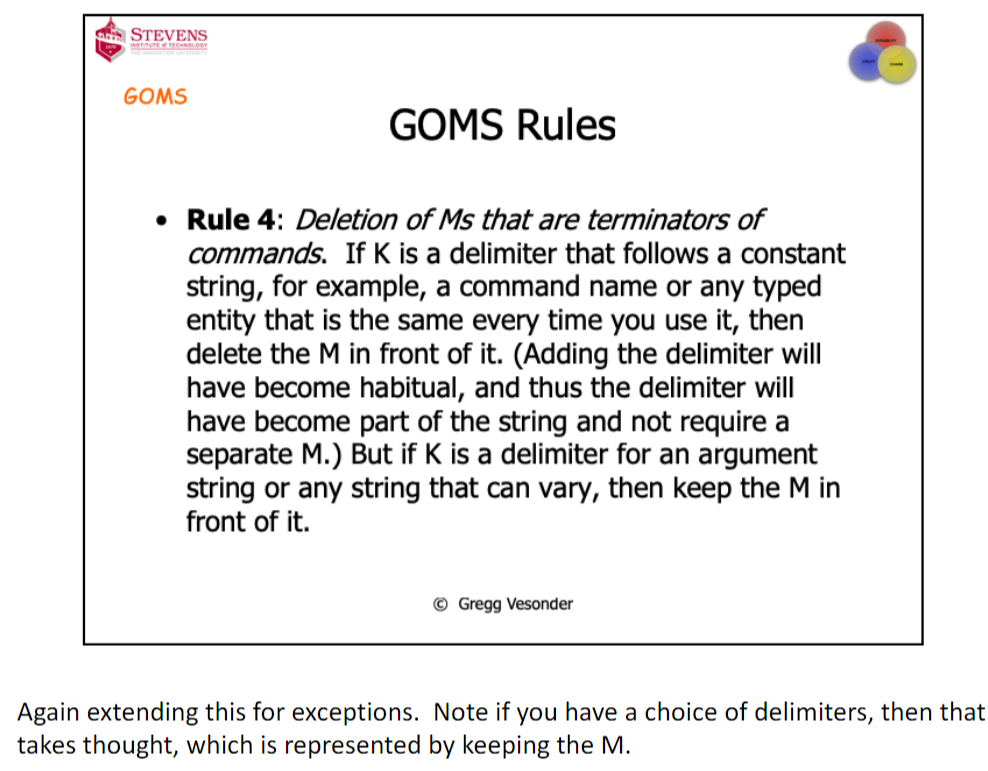 STEVENS
INSTITUTE of TECHNOLOGY
THE INNOVATION UNIVERSITY
GOMS
GOMS Rules
• Rule 4: Deletion of Ms that are terminators of
commands. If K is a delimiter that follows a constant
string, for example, a command name or any typed
entity that is the same every time you use it, then
delete the M in front of it. (Adding the delimiter will
have become habitual, and thus the delimiter will
have become part of the string and not require a
separate M.) But if K is a delimiter for an argument
string or any string that can vary, then keep the M in
front of it.
© Gregg Vesonder
Again extending this for exceptions. Note if you have a choice of delimiters, then that
takes thought, which is represented by keeping the M.